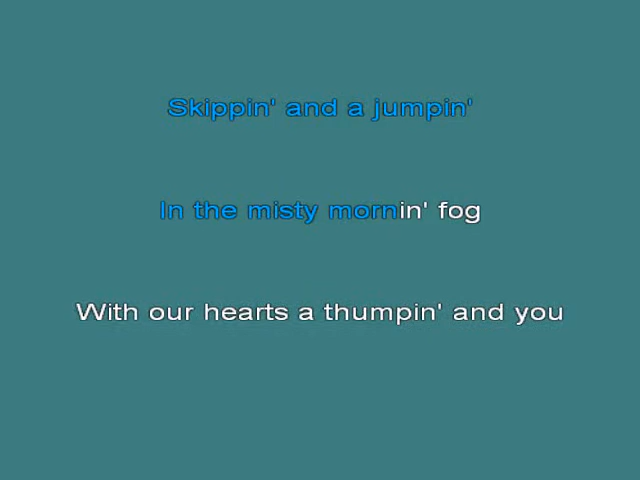 Skippin' and a jumpin'
In the misty mornin' fog
With our hearts a thumpin' and you